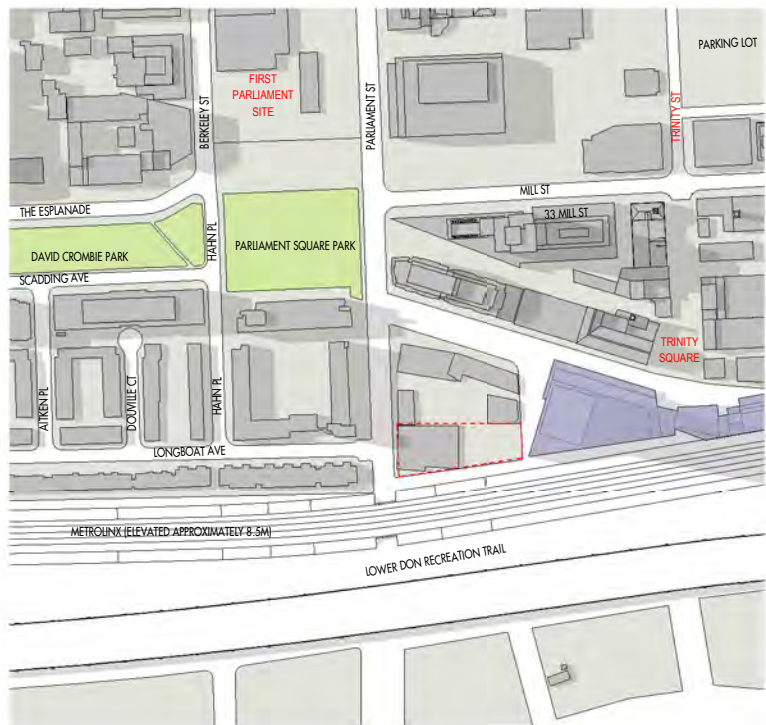 PARKING LOT
FIRST
PARLIAMENT
SITE
BERKELEY ST
PARLIAMENT ST
TRINITY ST
MILL ST
THE ESPLANADE
33 MILL ST
HAHN PL
PARLIAMENT SQUARE PARK
DAVID CROMBIE PARK
SCADDING AVE
TRINITY
SQUARE
AITKEN PL
DOUVILLE CT
HAHN PL
LONGBOAT AVE
METROLINX (ELEVATED APPROXIMATELY 8.5M)
LOWER DON RECREATION TRAIL